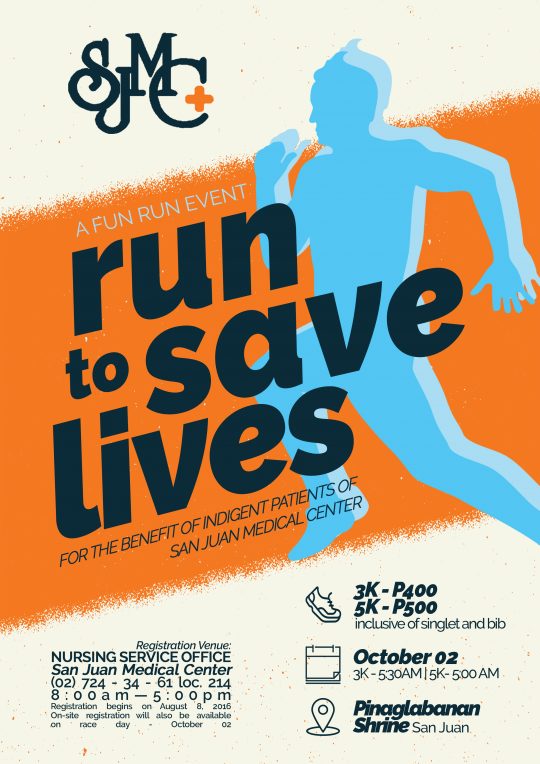 SJMC
A FUN RUN EVENT
run
to save
lives
FOR THE BENEFIT OF INDIGENT PATIENTS OF
SAN JUAN MEDICAL CENTER
3K - P400
5K - P500
inclusive of singlet and bib
October 02
3K - 5:30AM | 5K- 5:00 AM
Pinaglabanan
Shrine San Juan
Registration Venue:
NURSING SERVICE OFFICE
San Juan Medical Center
(02) 724 - 34 - 61 loc. 214
8:00am — 5:00pm
Registration begins on August 8, 2016
On-site registration will also be available
on race day - October 02